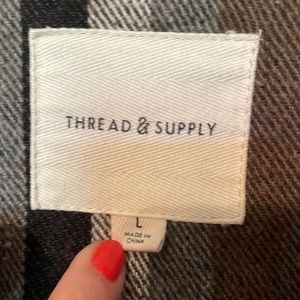 THREAD & SUPPLY
L
MADE IN
CHINA